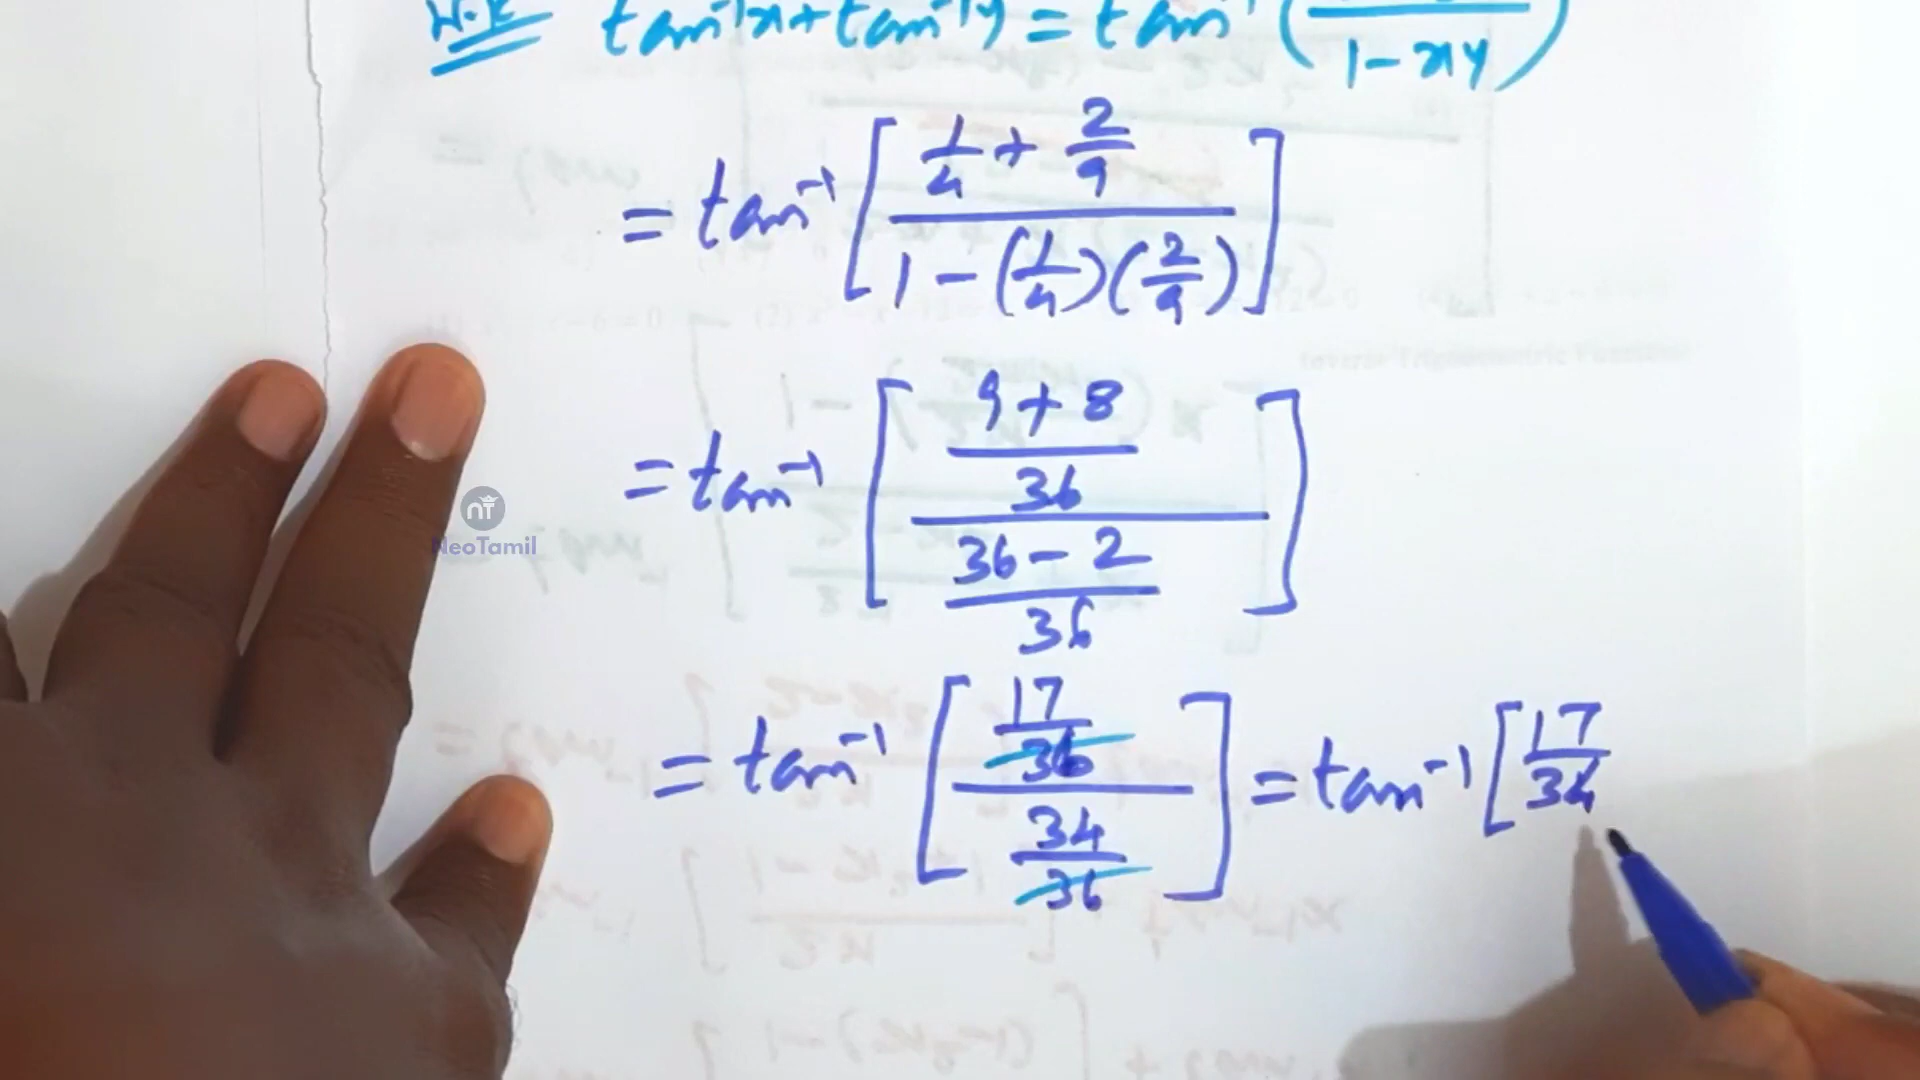 W.K tan⁻¹x + tan⁻¹y = tan⁻¹ ( / 1 - xy )
= tan⁻¹ [ (1/4 + 2/9) / (1 - (1/4)(2/9)) ]
= tan⁻¹ [ ((9 + 8)/36) / ((36 - 2)/36) ]
= tan⁻¹ [ (17/36) / (34/36) ] = tan⁻¹ [ 17/34
nT
NeoTamil